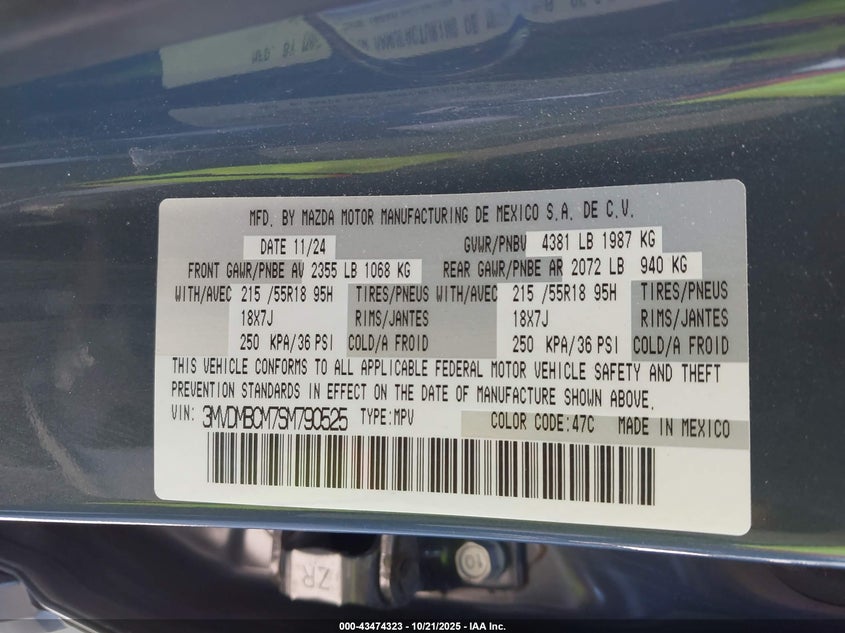 MFD. BY MAZDA MOTOR MANUFACTURING DE MEXICO S.A. DE C.V.
DATE 11/24 GVWR/PNBV 4381 LB 1987 KG
FRONT GAWR/PNBE AV 2355 LB 1068 KG REAR GAWR/PNBE AR 2072 LB 940 KG
WITH/AVEC 215 /55R18 95H TIRES/PNEUS WITH/AVEC 215 /55R18 95H TIRES/PNEUS
18X7J RIMS/JANTES 18X7J RIMS/JANTES
250 KPA/36 PSI COLD/A FROID 250 KPA/36 PSI COLD/A FROID
THIS VEHICLE CONFORMS TO ALL APPLICABLE FEDERAL MOTOR VEHICLE SAFETY AND THEFT
PREVENTION STANDARDS IN EFFECT ON THE DATE OF MANUFACTURE SHOWN ABOVE.
VIN: 3MVDMBCM7SM790525 TYPE:MPV COLOR CODE:47C MADE IN MEXICO
ZR 10
000-43474323 - 10/21/2025 - IAA Inc.